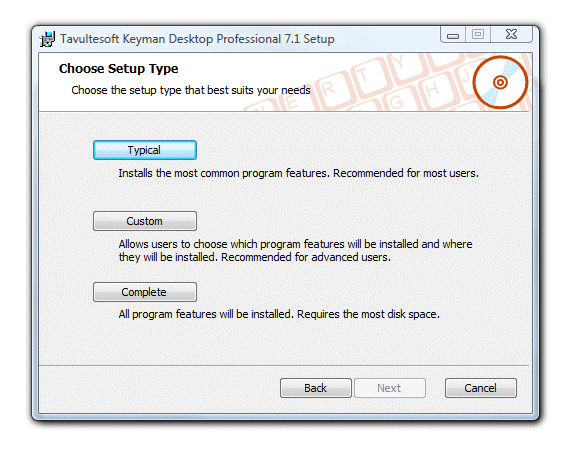 Tavultesoft Keyman Desktop Professional 7.1 Setup
Choose Setup Type
Choose the setup type that best suits your needs
W E R T Y
G H J
Typical
Installs the most common program features. Recommended for most users.
Custom
Allows users to choose which program features will be installed and where
they will be installed. Recommended for advanced users.
Complete
All program features will be installed. Requires the most disk space.
Back
Next
Cancel